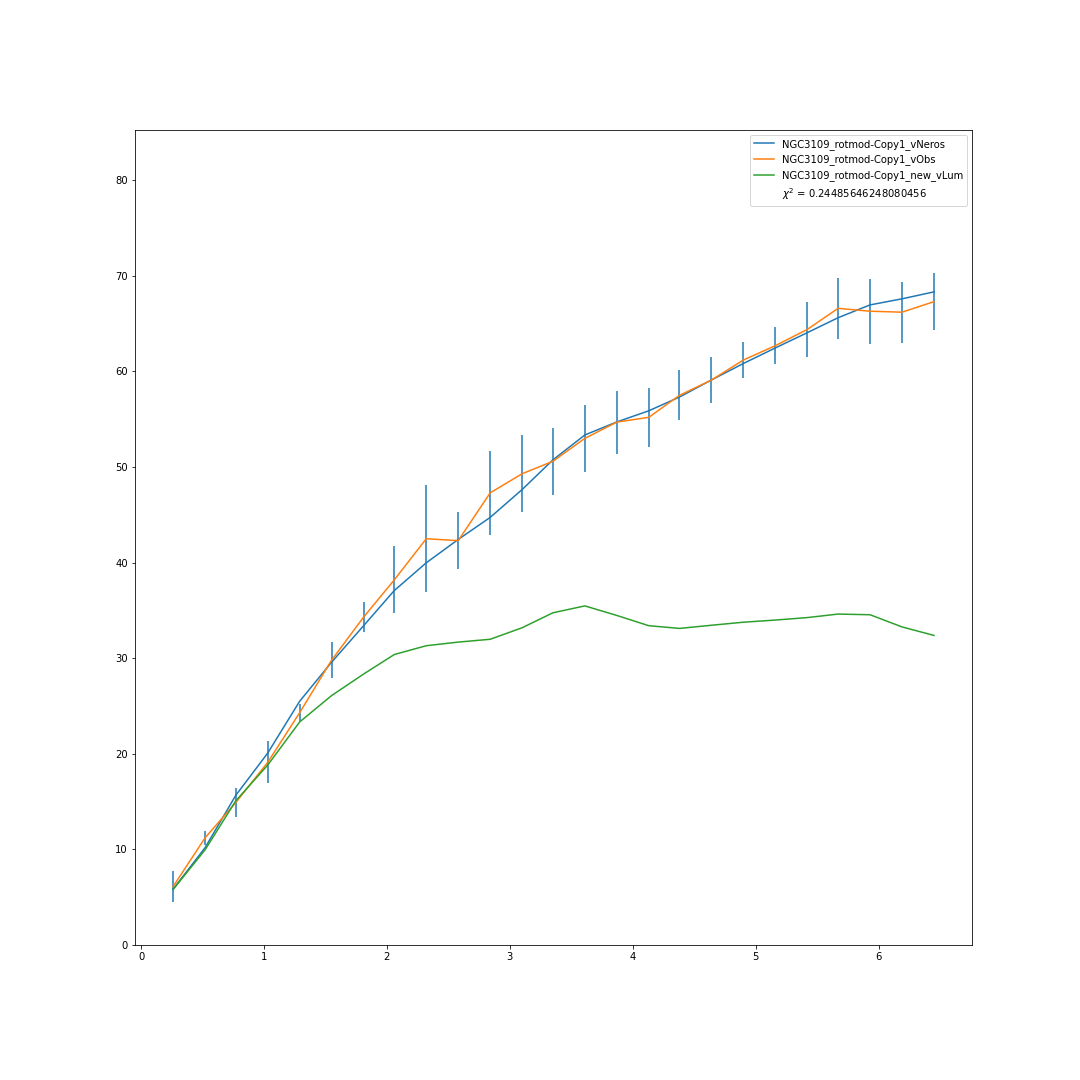 NGC3109_rotmod-Copy1_vNeros
NGC3109_rotmod-Copy1_vObs
NGC3109_rotmod-Copy1_new_vLum
χ² = 0.24485646248080456
80
70
60
50
40
30
20
10
0
0 1 2 3 4 5 6